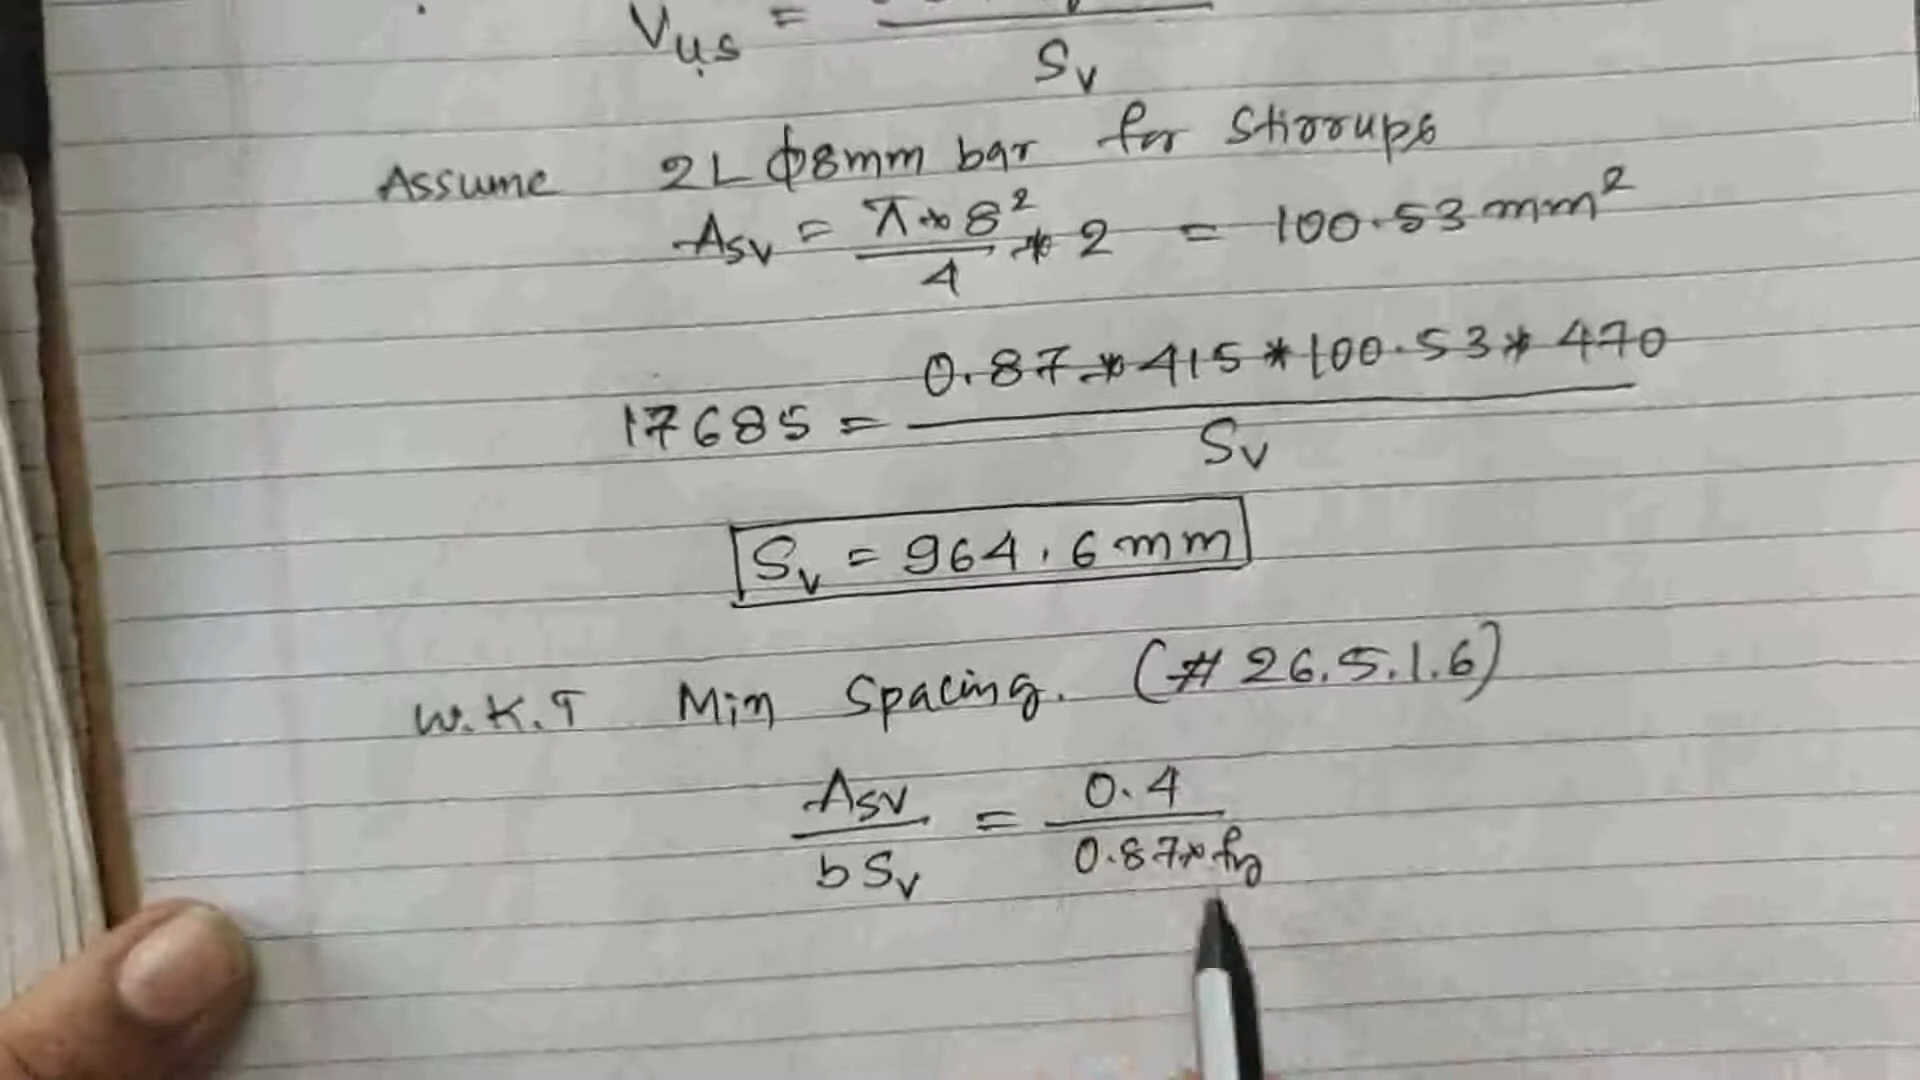 Vus = Sv
Assume 2L ϕ8mm bar for Stirrups
Asv = π*8²/4 * 2 = 100.53 mm²
17685 = 0.87*415*100.53*470/Sv
Sv = 964.6 mm
W.K.T Min Spacing. (# 26.5.1.6)
Asv/bSv = 0.4/0.87*fy